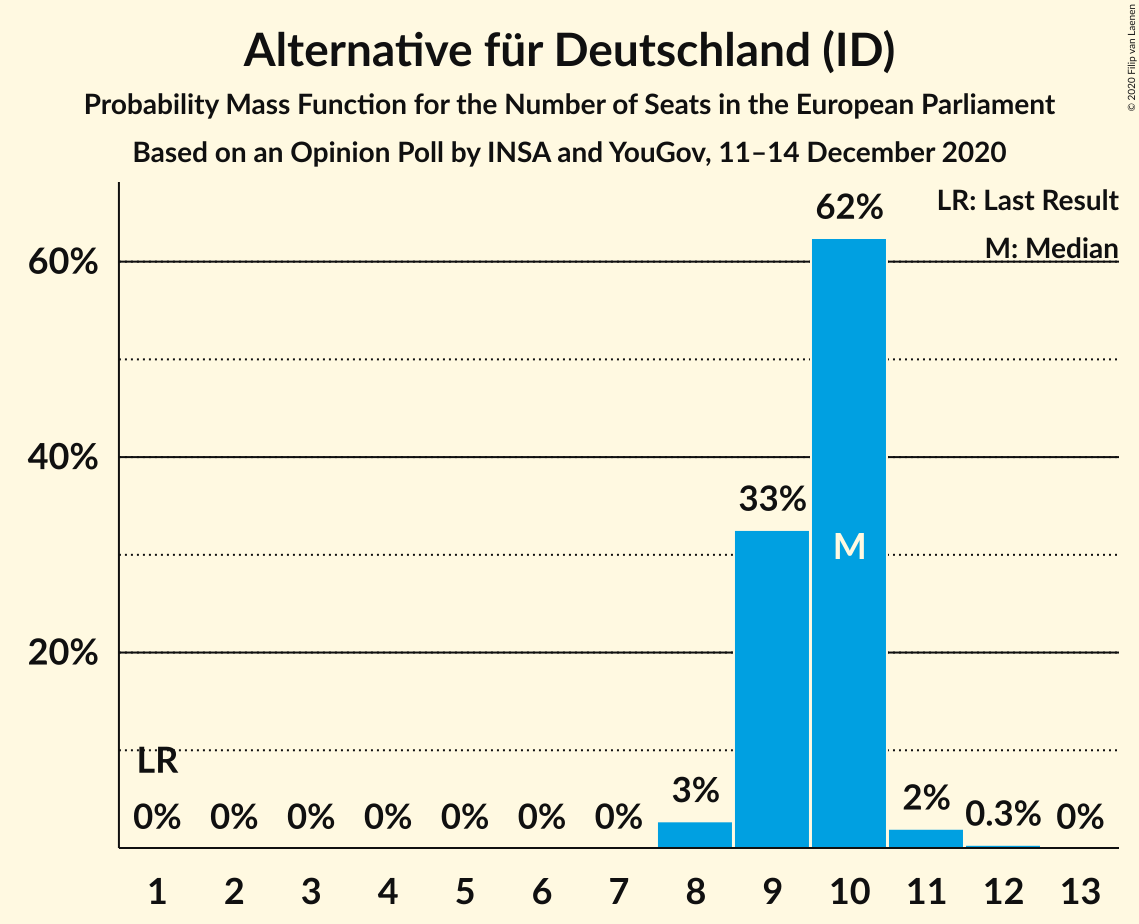 Alternative für Deutschland (ID)
Probability Mass Function for the Number of Seats in the European Parliament
Based on an Opinion Poll by INSA and YouGov, 11–14 December 2020
© 2020 Filip van Laenen
LR: Last Result
M: Median
62%
60%
40%
33%
M
20%
LR
0% 0% 0% 0% 0% 0% 0% 3% 2% 0.3% 0%
1 2 3 4 5 6 7 8 9 10 11 12 13